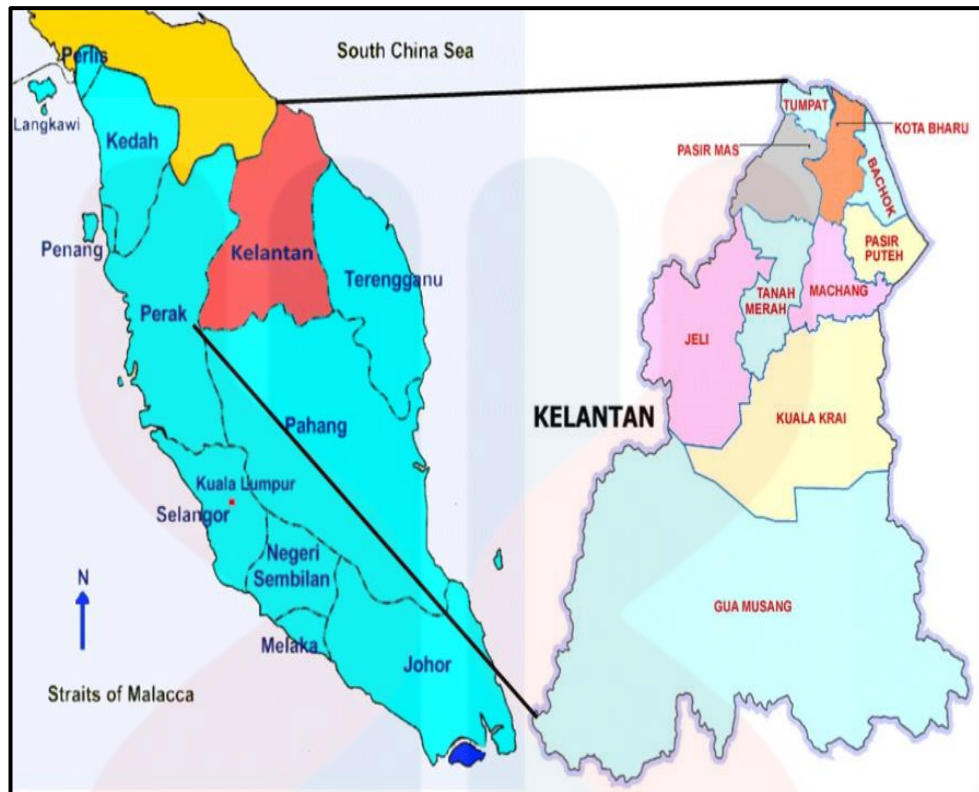 South China Sea
Perlis
Langkawi
Kedah
Penang
Kelantan
Terengganu
Perak
Pahang
Kuala Lumpur
Selangor
Negeri
Sembilan
Melaka
Johor
N
Straits of Malacca
TUMPAT
KOTA BHARU
PASIR MAS
BACHOK
PASIR
PUTEH
TANAH
MERAH
MACHANG
JELI
KELANTAN
KUALA KRAI
GUA MUSANG